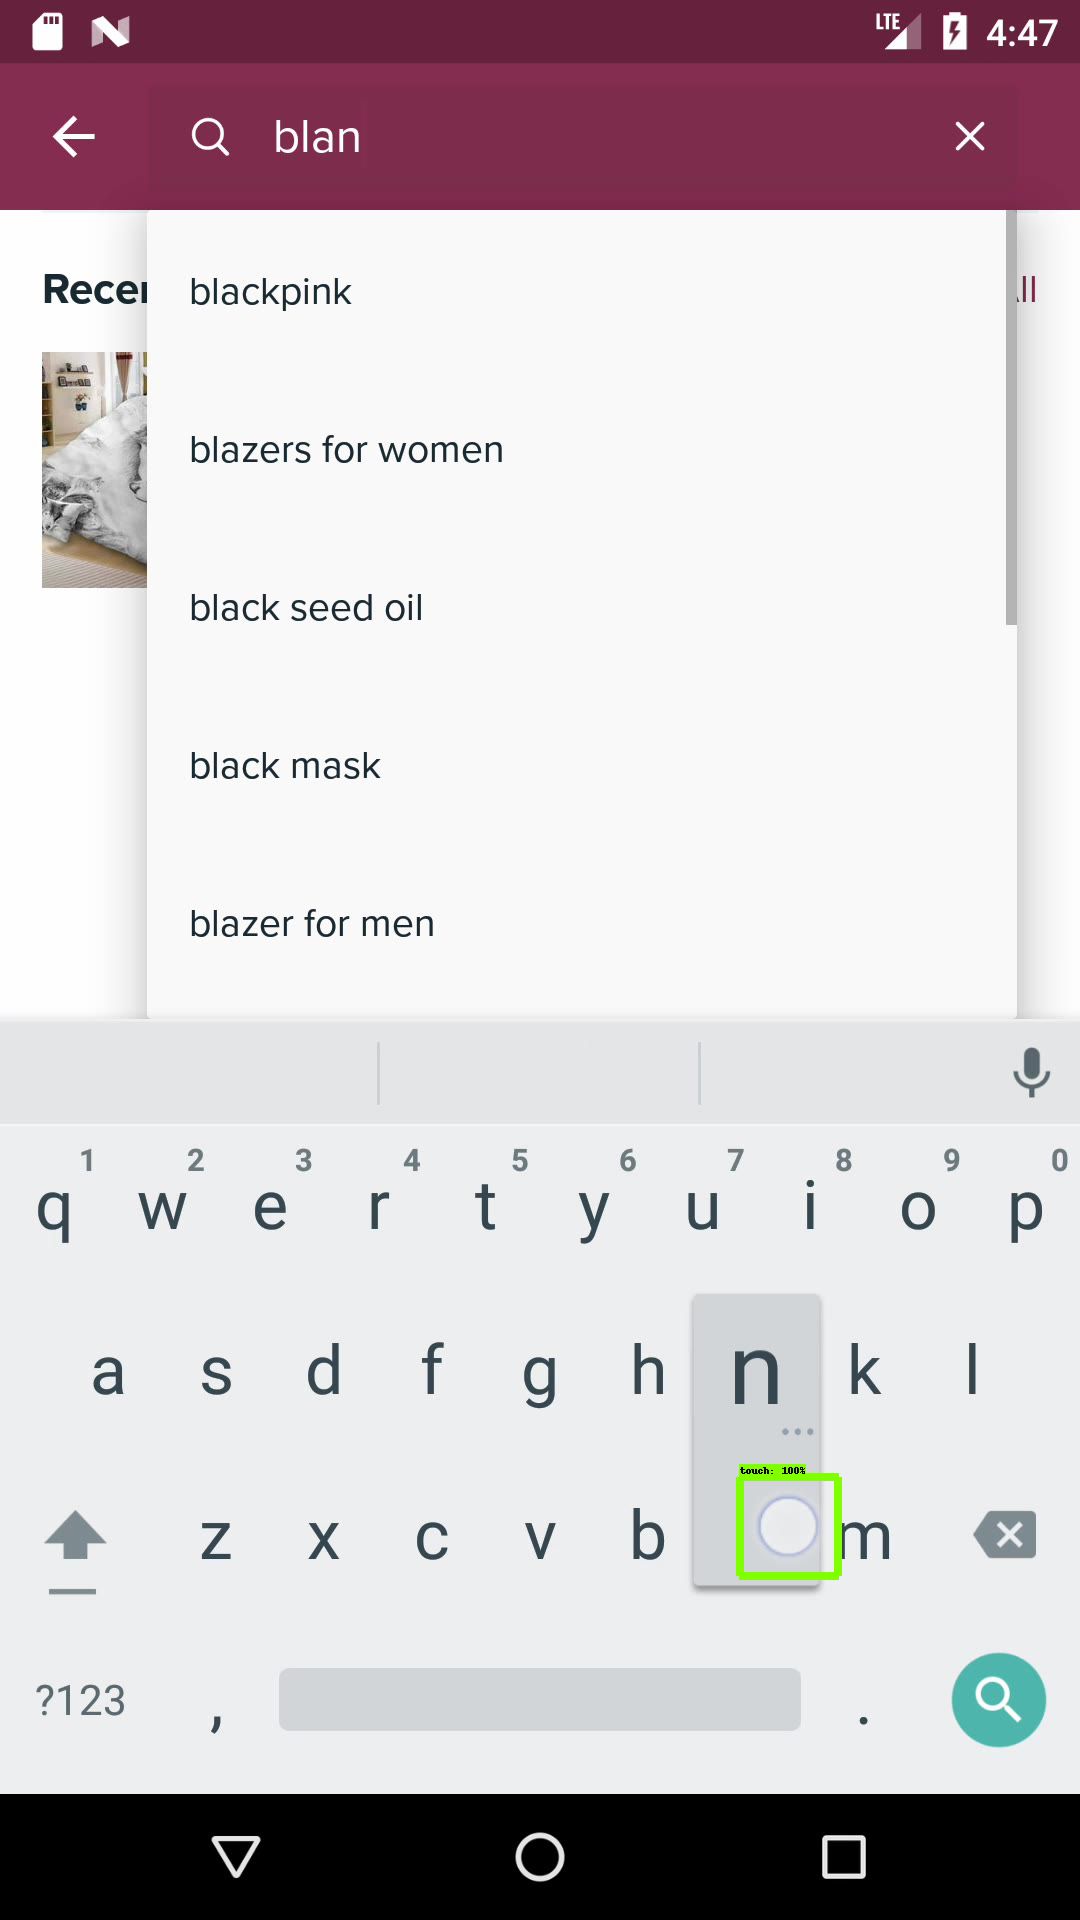 LTE 4:47
blan
Recen ll
blackpink
blazers for women
black seed oil
black mask
blazer for men
1 2 3 4 5 6 7 8 9 0
q w e r t y u i o p
a s d f g h n k l
touch: 100%
z x c v b m
?123 , .